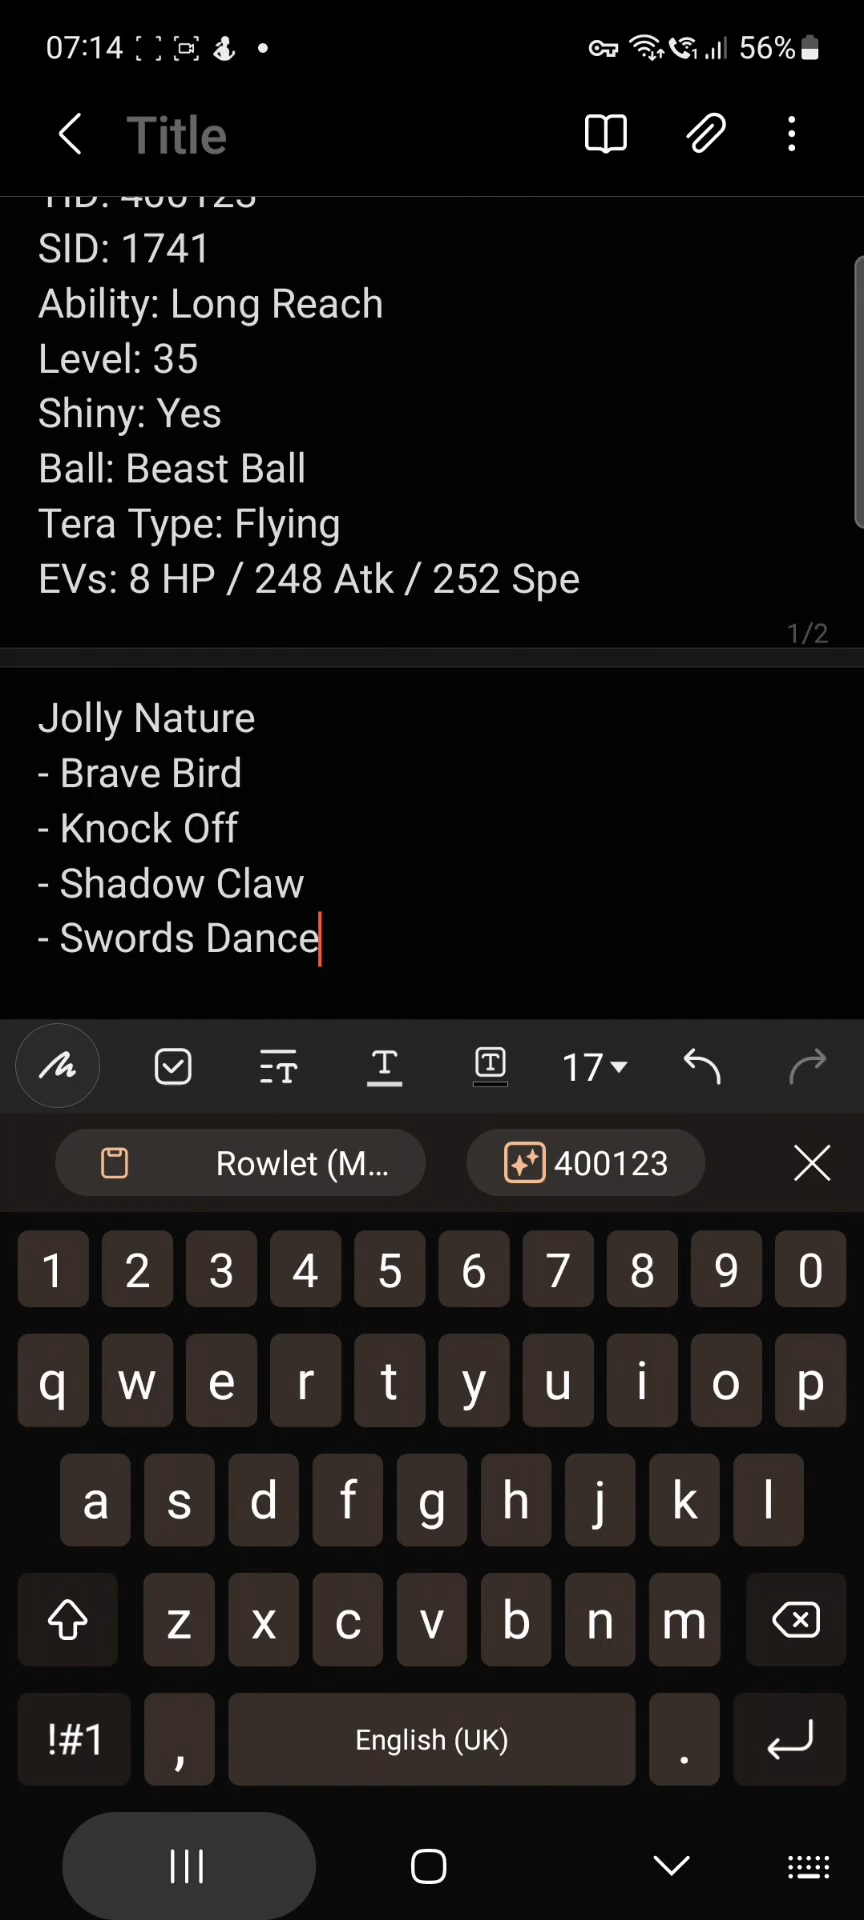 07:14 56%
Title
TID: 400123
SID: 1741
Ability: Long Reach
Level: 35
Shiny: Yes
Ball: Beast Ball
Tera Type: Flying
EVs: 8 HP / 248 Atk / 252 Spe
1/2
Jolly Nature
- Brave Bird
- Knock Off
- Shadow Claw
- Swords Dance
17
Rowlet (M... 400123
1 2 3 4 5 6 7 8 9 0
q w e r t y u i o p
a s d f g h j k l
z x c v b n m
!#1 , English (UK) .